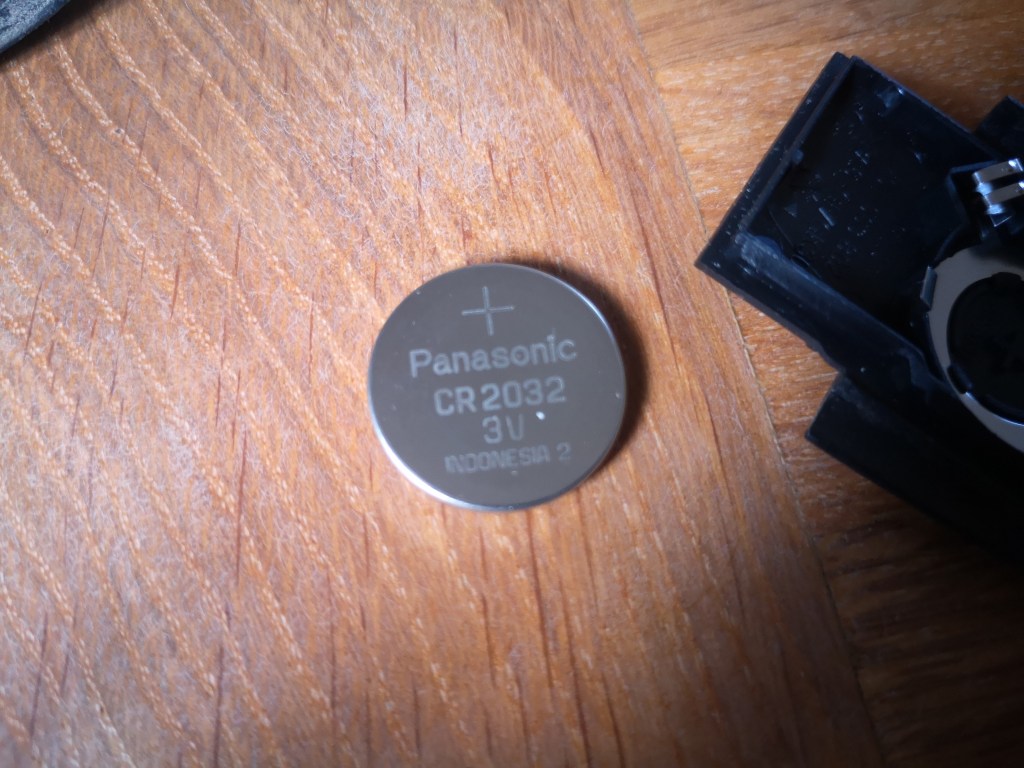 +
Panasonic
CR2032
3V
INDONESIA 2